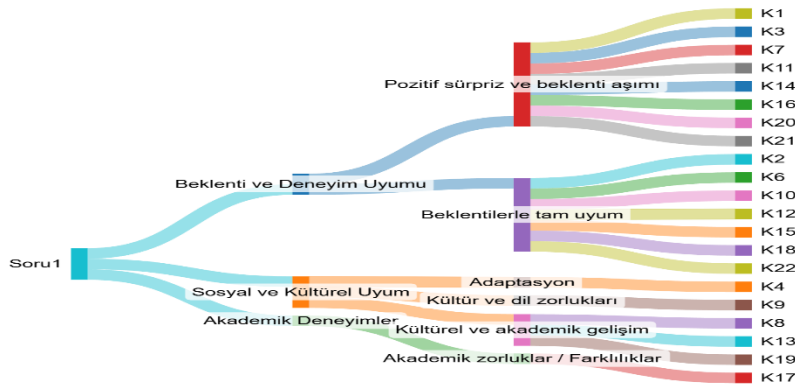 Soru1
Beklenti ve Deneyim Uyumu
Sosyal ve Kültürel Uyum
Akademik Deneyimler
Pozitif sürpriz ve beklenti aşımı
Beklentilerle tam uyum
Adaptasyon
Kültür ve dil zorlukları
Kültürel ve akademik gelişim
Akademik zorluklar / Farklılıklar
K1
K3
K7
K11
K14
K16
K20
K21
K2
K6
K10
K12
K15
K18
K22
K4
K9
K8
K13
K19
K17